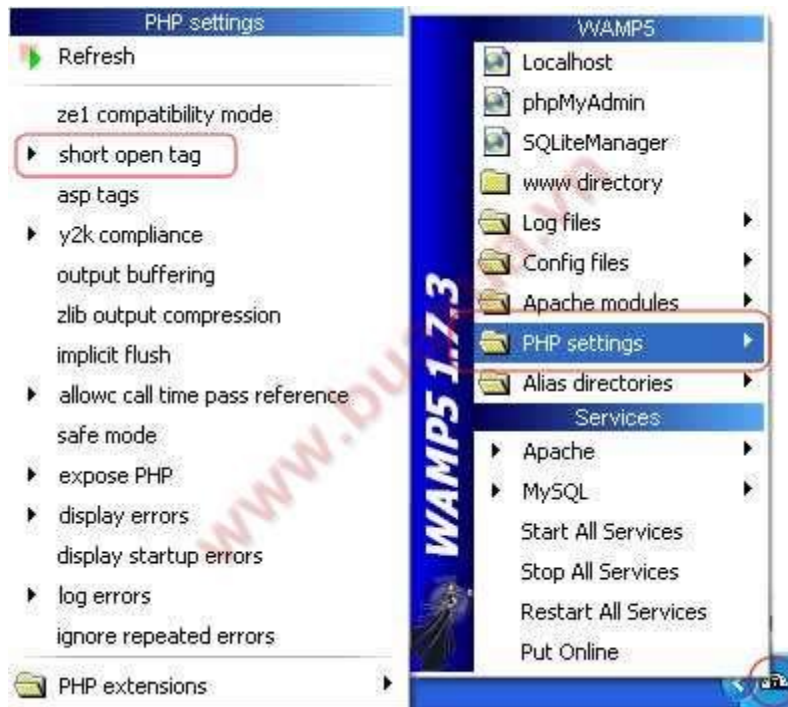 PHP settings
Refresh
ze1 compatibility mode
short open tag
asp tags
y2k compliance
output buffering
zlib output compression
implicit flush
allowc call time pass reference
safe mode
expose PHP
display errors
display startup errors
log errors
ignore repeated errors
PHP extensions
WAMP5
Localhost
phpMyAdmin
SQLiteManager
www directory
Log files
Config files
Apache modules
PHP settings
Alias directories
Services
Apache
MySQL
Start All Services
Stop All Services
Restart All Services
Put Online
WAMP5 1.7.3